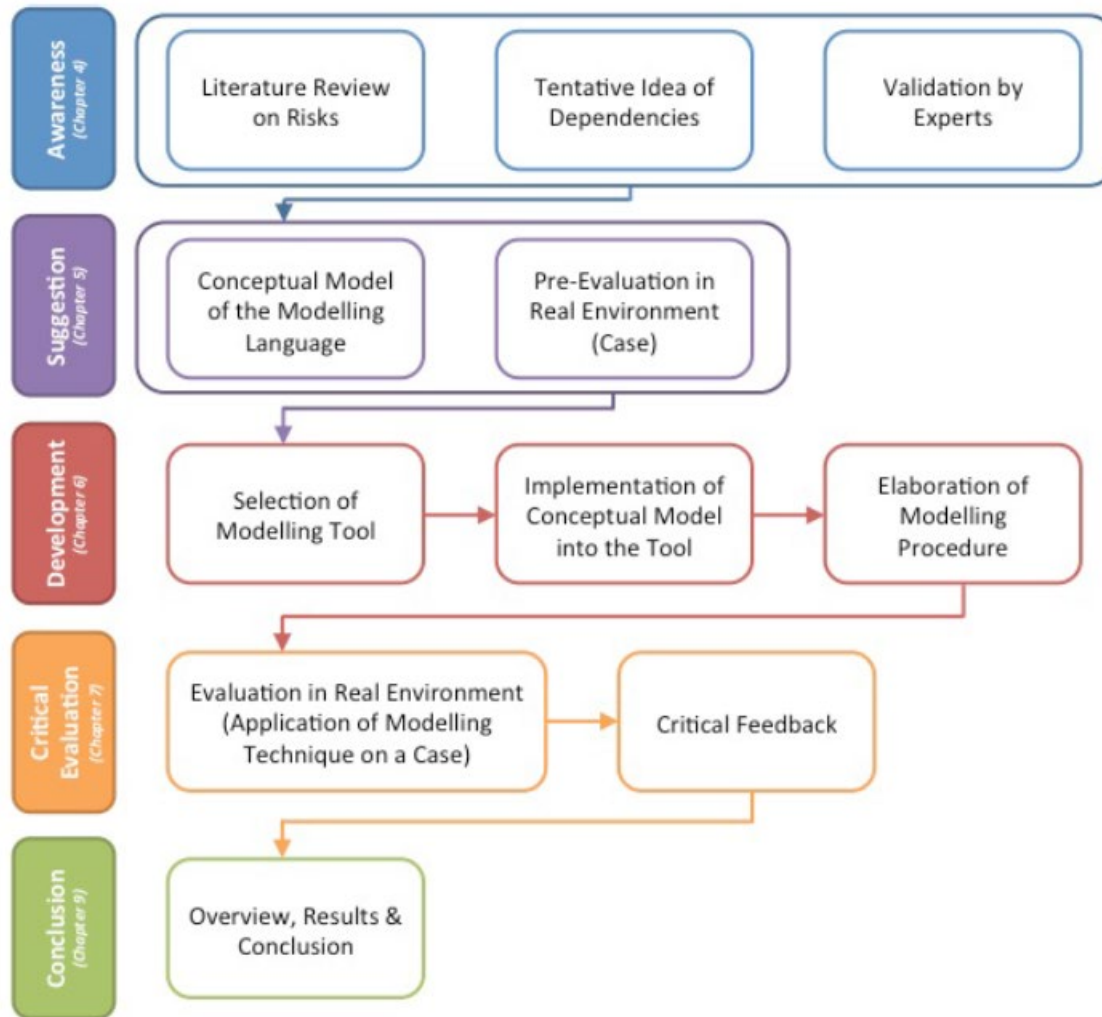 Awareness
(Chapter 4)
Literature Review
on Risks
Tentative Idea of
Dependencies
Validation by
Experts
Suggestion
(Chapter 5)
Conceptual Model
of the Modelling
Language
Pre-Evaluation in
Real Environment
(Case)
Development
(Chapter 6)
Selection of
Modelling Tool
Implementation of
Conceptual Model
into the Tool
Elaboration of
Modelling
Procedure
Critical
Evaluation
(Chapter 7)
Evaluation in Real Environment
(Application of Modelling
Technique on a Case)
Critical Feedback
Conclusion
(Chapter 9)
Overview, Results &
Conclusion